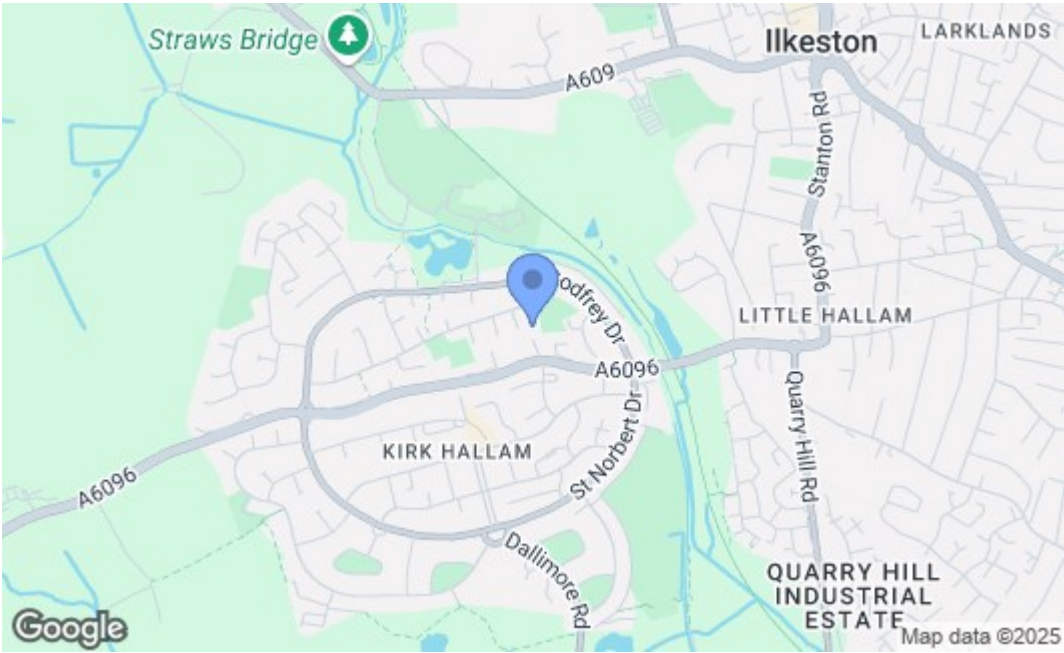 Straws Bridge
Ilkeston
LARKLANDS
A609
Stanton Rd
A6096
odfrey Dr
LITTLE HALLAM
A6096
Quarry Hill Rd
St Norbert Dr
KIRK HALLAM
A6096
Dallimore Rd
QUARRY HILL
INDUSTRIAL
ESTATE
Google
Map data ©2025